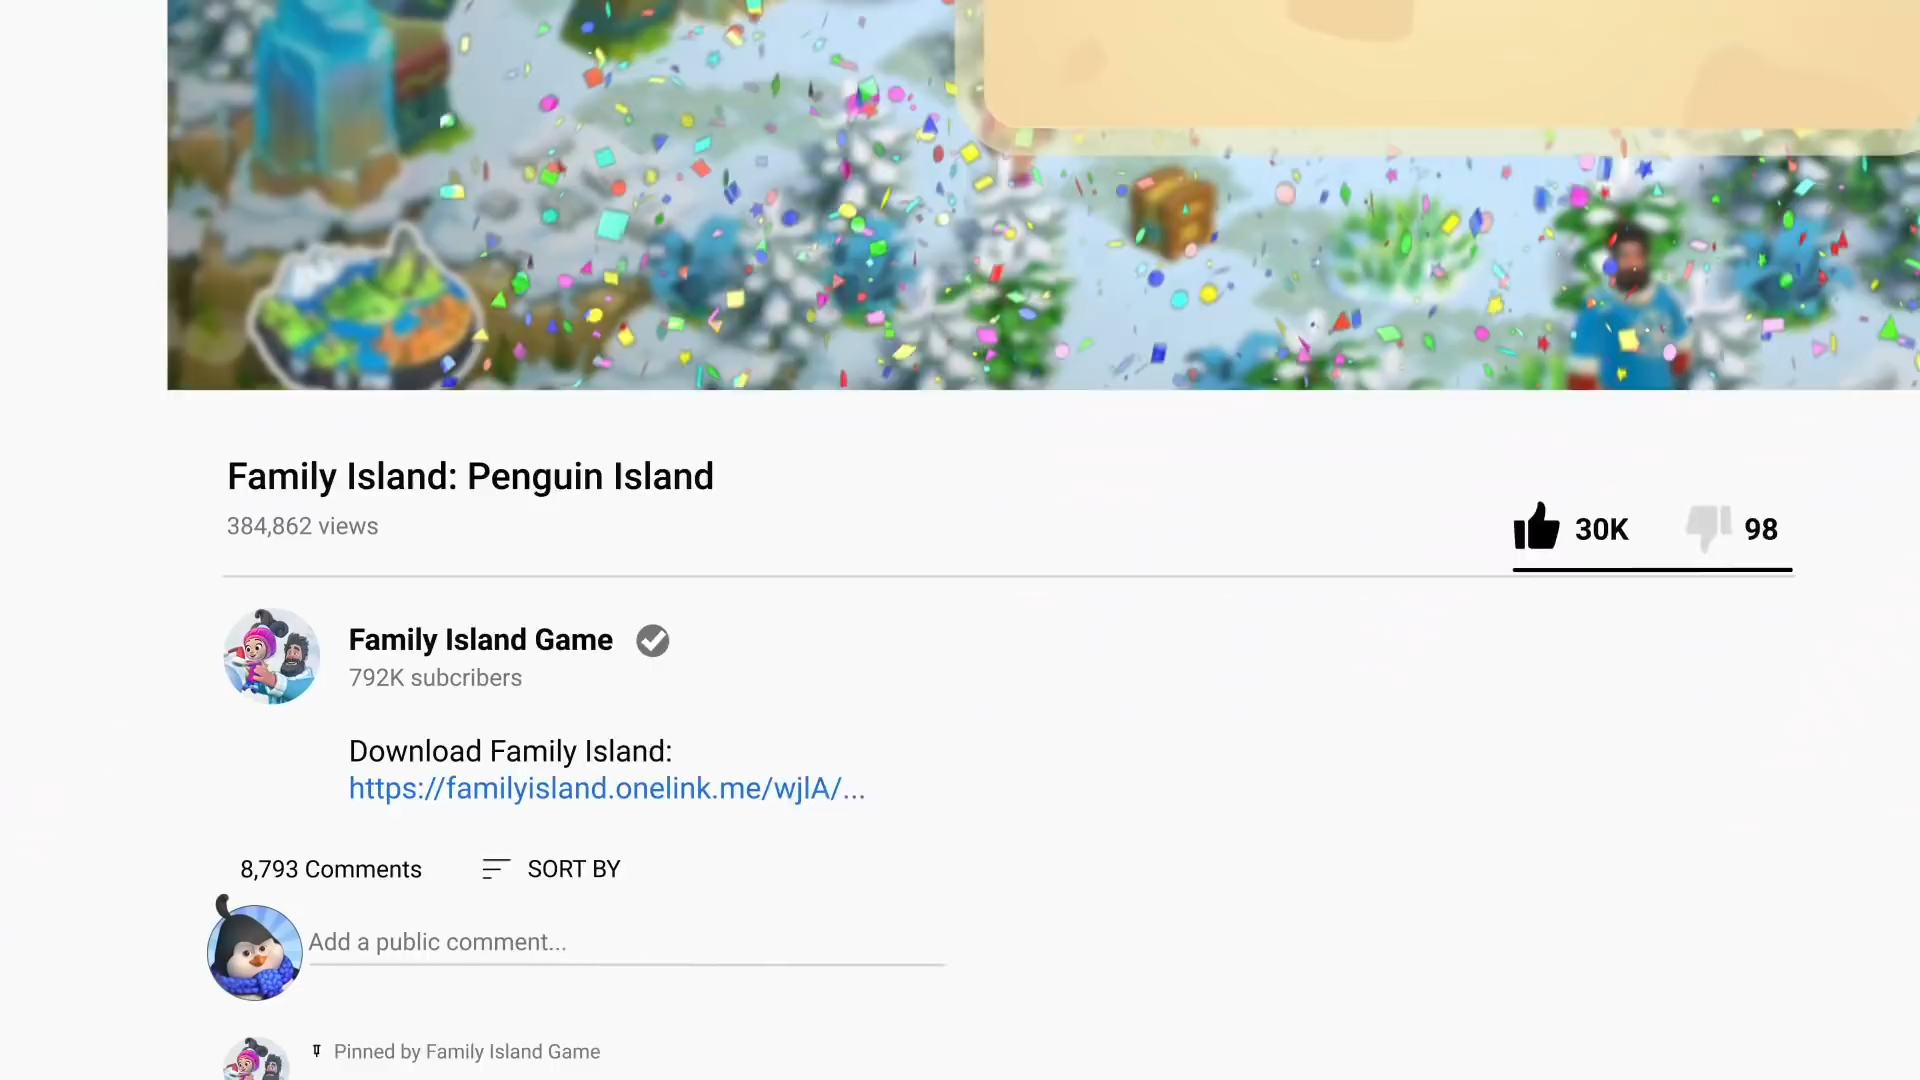 Family Island: Penguin Island
384,862 views
30K
98
Family Island Game
792K subcribers
Download Family Island:
https://familyisland.onelink.me/wjlA/...
8,793 Comments
SORT BY
Add a public comment...
Pinned by Family Island Game